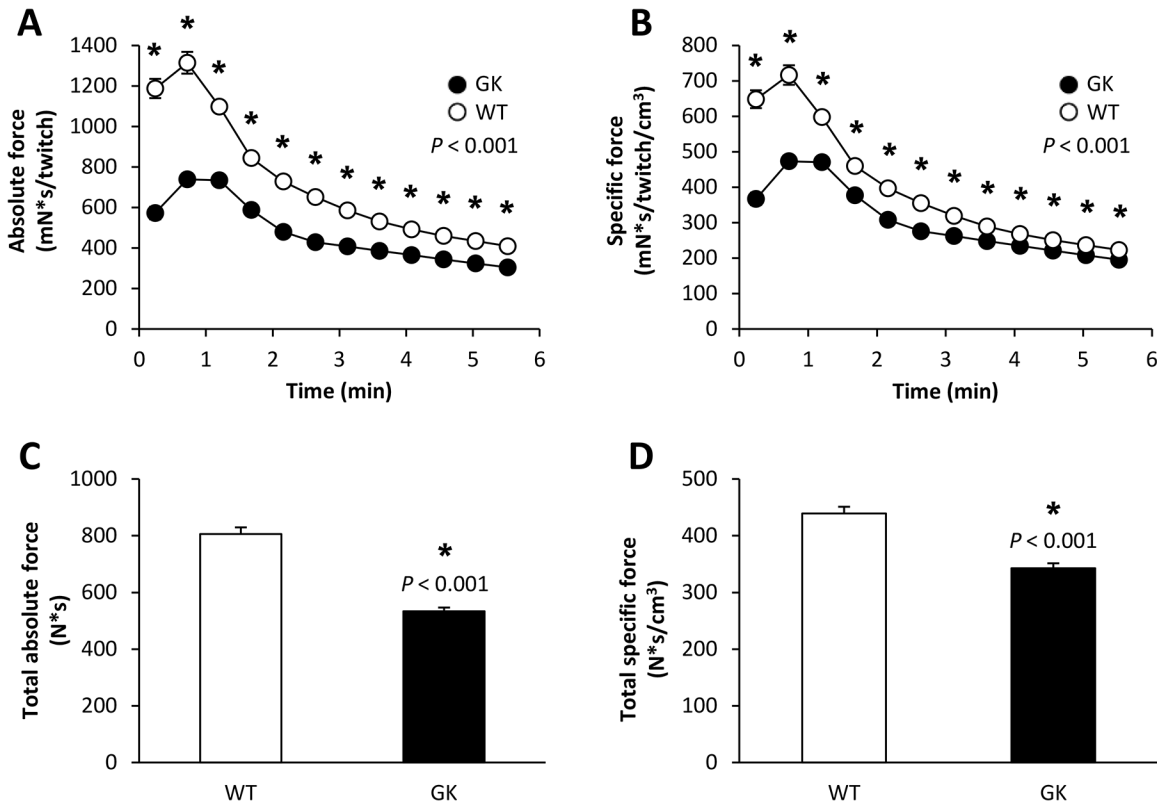 A
Absolute force
(mN*s/twitch)
1400
1200
1000
800
600
400
200
0
* * * * * * * * * * * *
GK
WT
P < 0.001
0 1 2 3 4 5 6
Time (min)
B
Specific force
(mN*s/twitch/cm³)
800
700
600
500
400
300
200
100
0
* * * * * * * * * * * *
GK
WT
P < 0.001
0 1 2 3 4 5 6
Time (min)
C
Total absolute force
(N*s)
1000
800
600
400
200
0
*
P < 0.001
WT GK
D
Total specific force
(N*s/cm³)
500
400
300
200
100
0
*
P < 0.001
WT GK